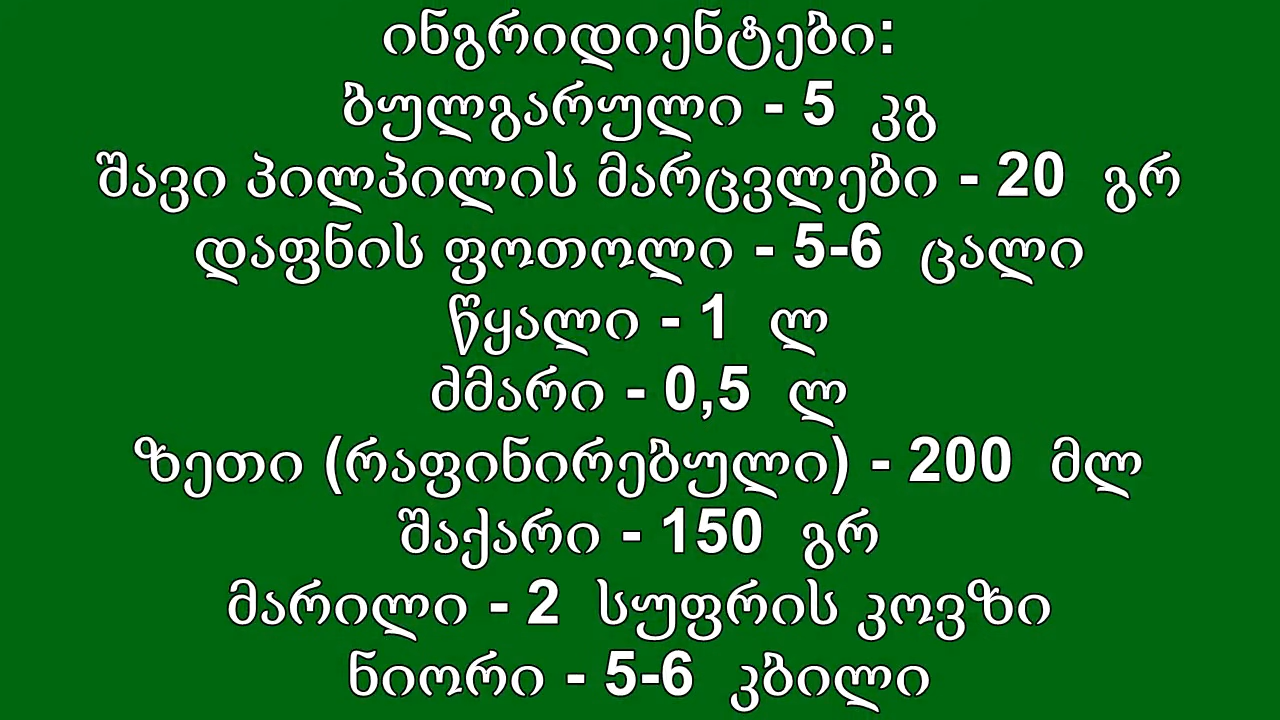 ინგრიდიენტები:
ბულგარული - 5 კგ
შავი პილპილის მარცვლები - 20 გრ
დაფნის ფოთოლი - 5-6 ცალი
წყალი - 1 ლ
ძმარი - 0,5 ლ
ზეთი (რაფინირებული) - 200 მლ
შაქარი - 150 გრ
მარილი - 2 სუფრის კოვზი
ნიორი - 5-6 კბილი